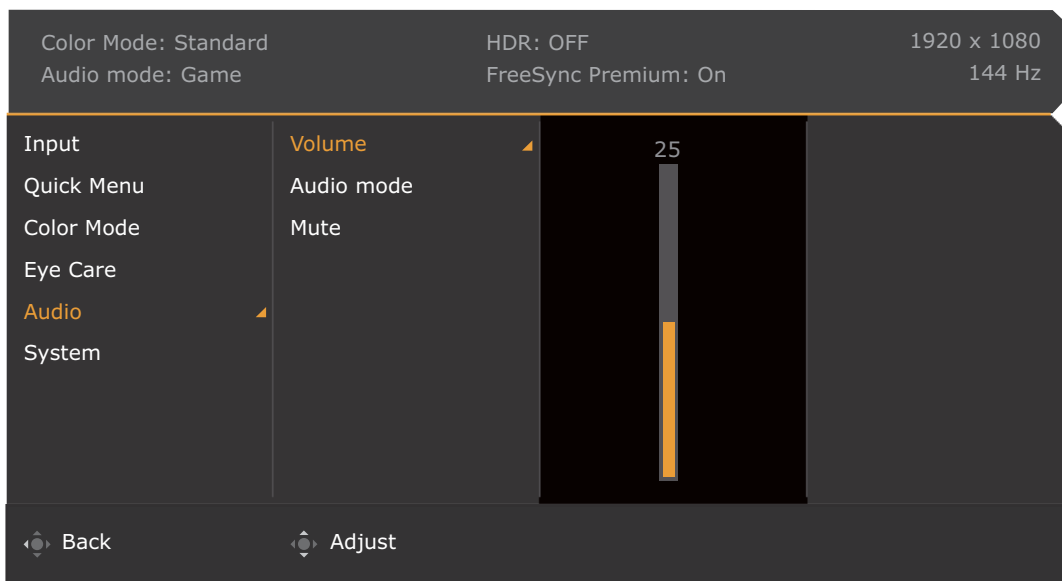 Color Mode: Standard
HDR: OFF
1920 x 1080
Audio mode: Game
FreeSync Premium: On
144 Hz
Input
Quick Menu
Color Mode
Eye Care
Audio
System
Volume
Audio mode
Mute
25
Back
Adjust